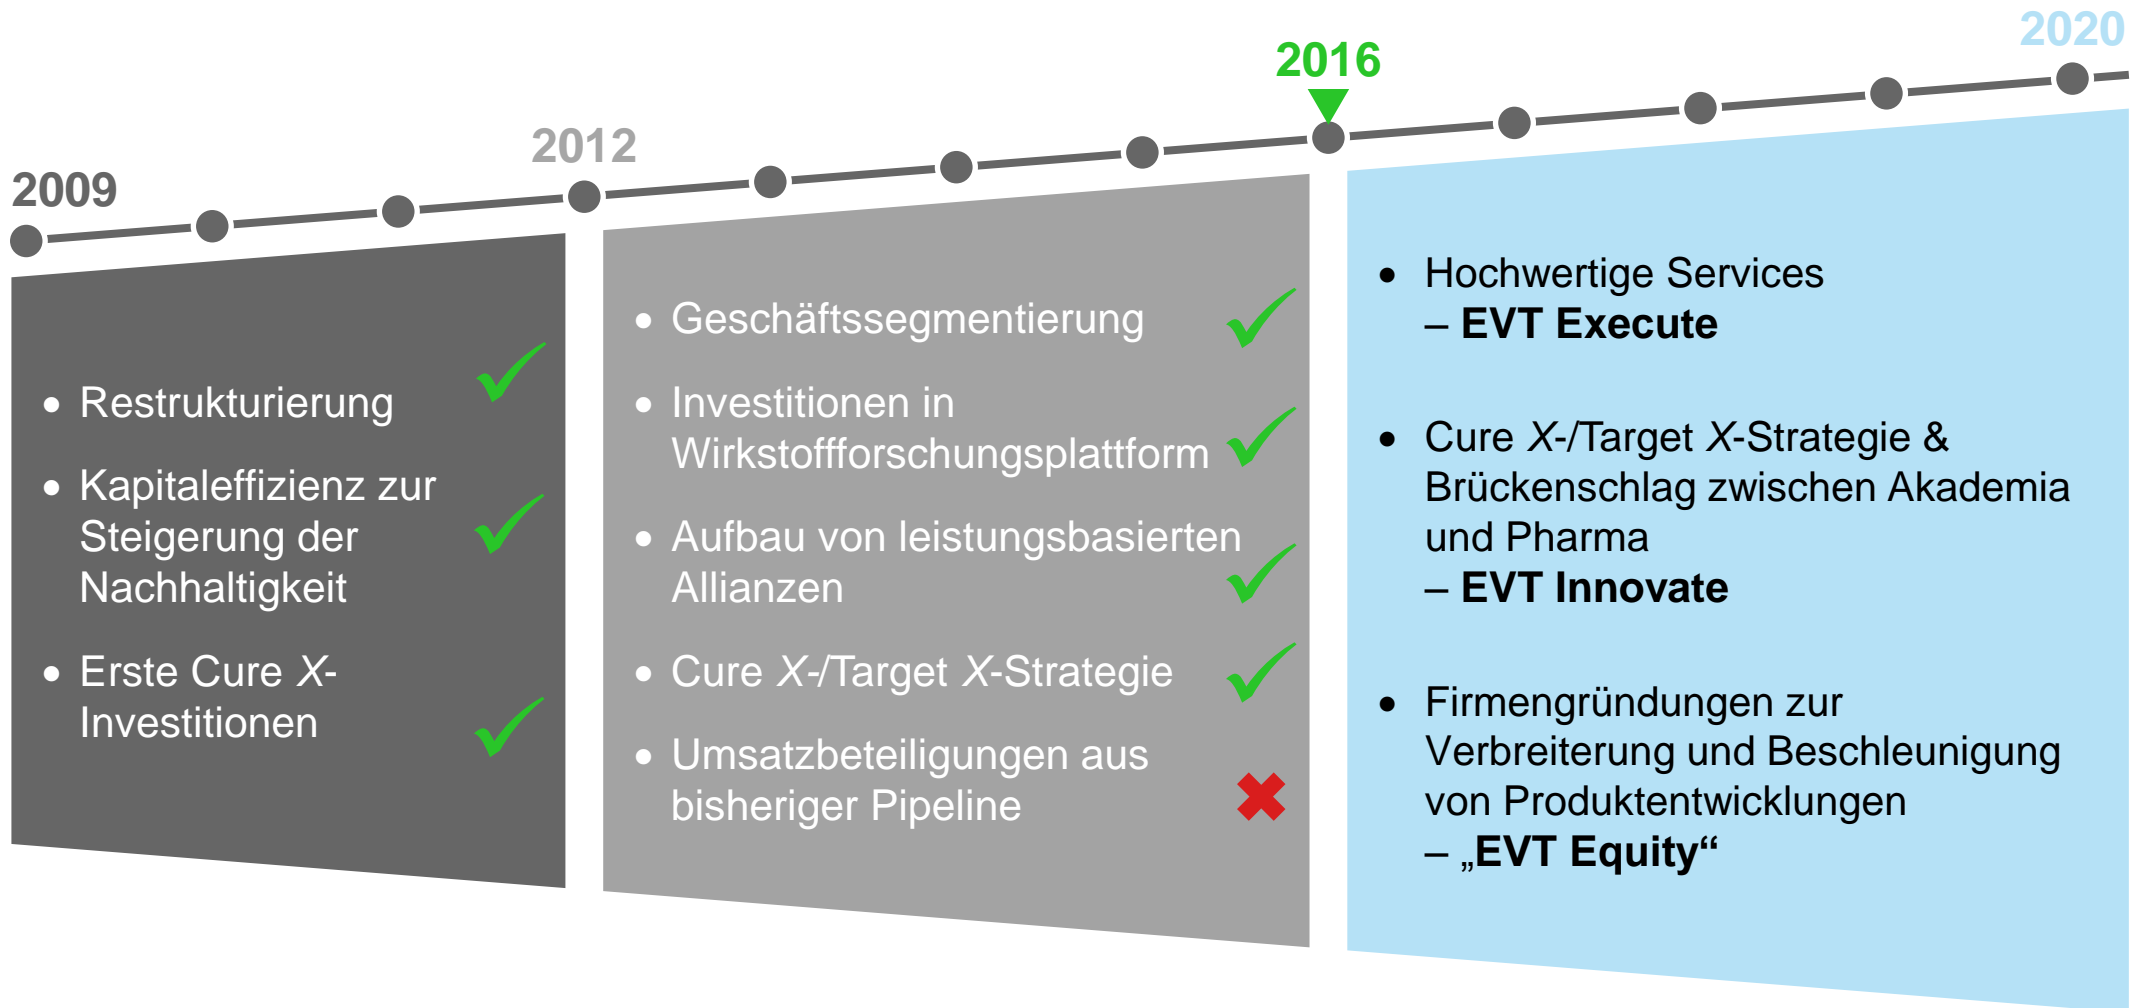 2009
2012
2016
2020
• Restrukturierung
• Kapitaleffizienz zur
Steigerung der
Nachhaltigkeit
• Erste Cure X-
Investitionen
• Geschäftssegmentierung
• Investitionen in
Wirkstoffforschungsplattform
• Aufbau von leistungsbasierten
Allianzen
• Cure X-/Target X-Strategie
• Umsatzbeteiligungen aus
bisheriger Pipeline
• Hochwertige Services
– EVT Execute
• Cure X-/Target X-Strategie &
Brückenschlag zwischen Akademia
und Pharma
– EVT Innovate
• Firmengründungen zur
Verbreiterung und Beschleunigung
von Produktentwicklungen
– „EVT Equity“